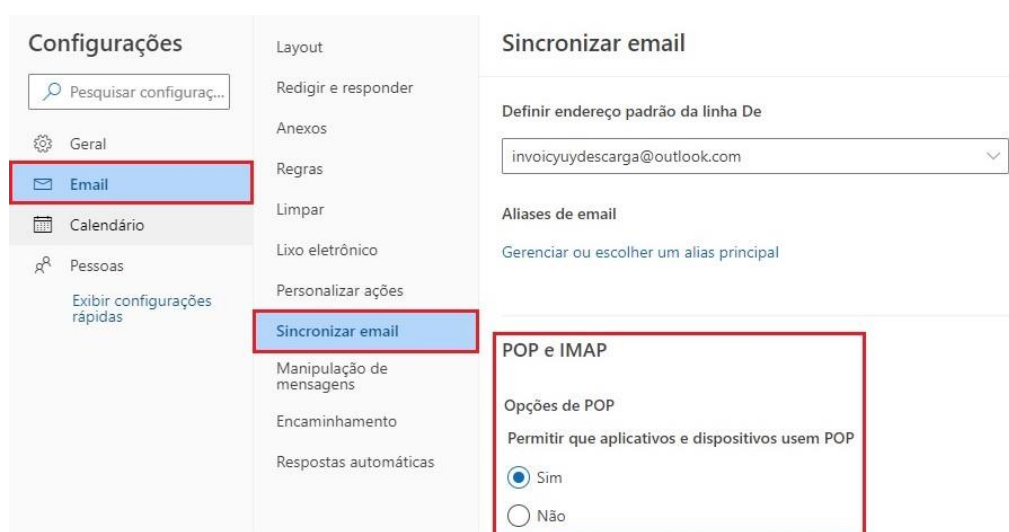 Configurações
Pesquisar configuraç...
Geral
Email
Calendário
Pessoas
Exibir configurações
rápidas
Layout
Redigir e responder
Anexos
Regras
Limpar
Lixo eletrônico
Personalizar ações
Sincronizar email
Manipulação de
mensagens
Encaminhamento
Respostas automáticas
Sincronizar email
Definir endereço padrão da linha De
invoicyuydescarga@outlook.com
Aliases de email
Gerenciar ou escolher um alias principal
POP e IMAP
Opções de POP
Permitir que aplicativos e dispositivos usem POP
Sim
Não